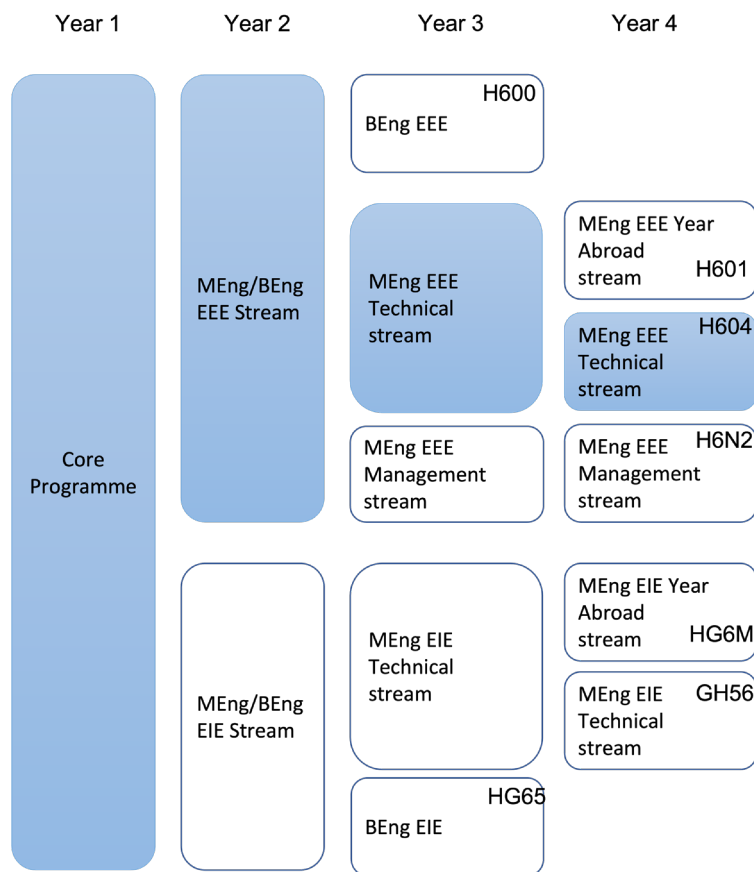 Year 1
Year 2
Year 3
Year 4
Core
Programme
MEng/BEng
EEE Stream
MEng/BEng
EIE Stream
H600
BEng EEE
MEng EEE
Technical
stream
MEng EEE
Management
stream
MEng EIE
Technical
stream
HG65
BEng EIE
MEng EEE Year
Abroad
stream
H601
H604
MEng EEE
Technical
stream
H6N2
MEng EEE
Management
stream
MEng EIE Year
Abroad
stream
HG6M
GH56
MEng EIE
Technical
stream